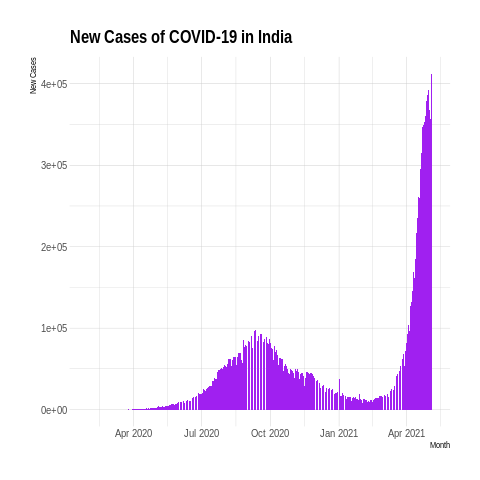 New Cases of COVID-19 in India
New Cases
4e+05
3e+05
2e+05
1e+05
0e+00
Apr 2020 Jul 2020 Oct 2020 Jan 2021 Apr 2021
Month